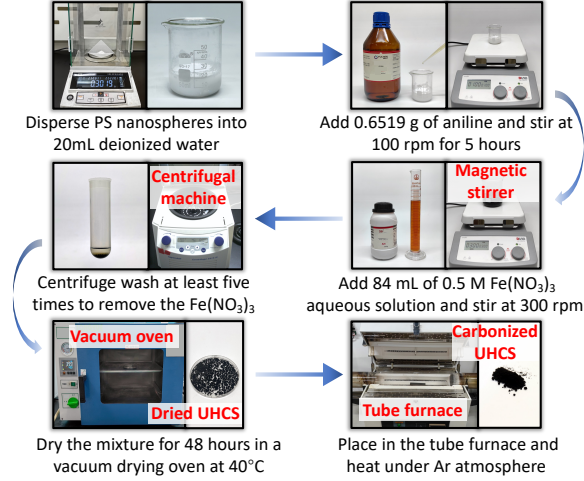 Disperse PS nanospheres into
20mL deionized water
Add 0.6519 g of aniline and stir at
100 rpm for 5 hours
Magnetic
stirrer
Add 84 mL of 0.5 M Fe(NO₃)₃
aqueous solution and stir at 300 rpm
Centrifugal
machine
Centrifuge wash at least five
times to remove the Fe(NO₃)₃
Vacuum oven
Dried UHCS
Dry the mixture for 48 hours in a
vacuum drying oven at 40°C
Carbonized
UHCS
Tube furnace
Place in the tube furnace and
heat under Ar atmosphere